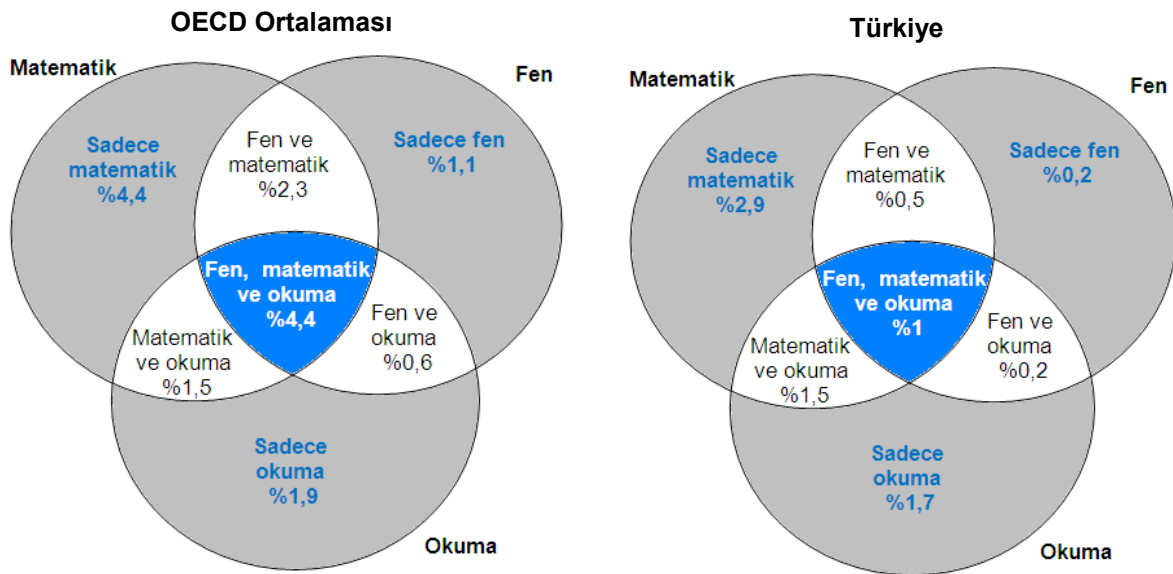 OECD Ortalaması
Matematik
Fen
Sadece
matematik
%4,4
Fen ve
matematik
%2,3
Sadece fen
%1,1
Fen, matematik
ve okuma
%4,4
Matematik
ve okuma
%1,5
Fen ve
okuma
%0,6
Sadece
okuma
%1,9
Okuma
Türkiye
Matematik
Fen
Sadece
matematik
%2,9
Fen ve
matematik
%0,5
Sadece fen
%0,2
Fen, matematik
ve okuma
%1
Matematik
ve okuma
%1,5
Fen ve
okuma
%0,2
Sadece
okuma
%1,7
Okuma